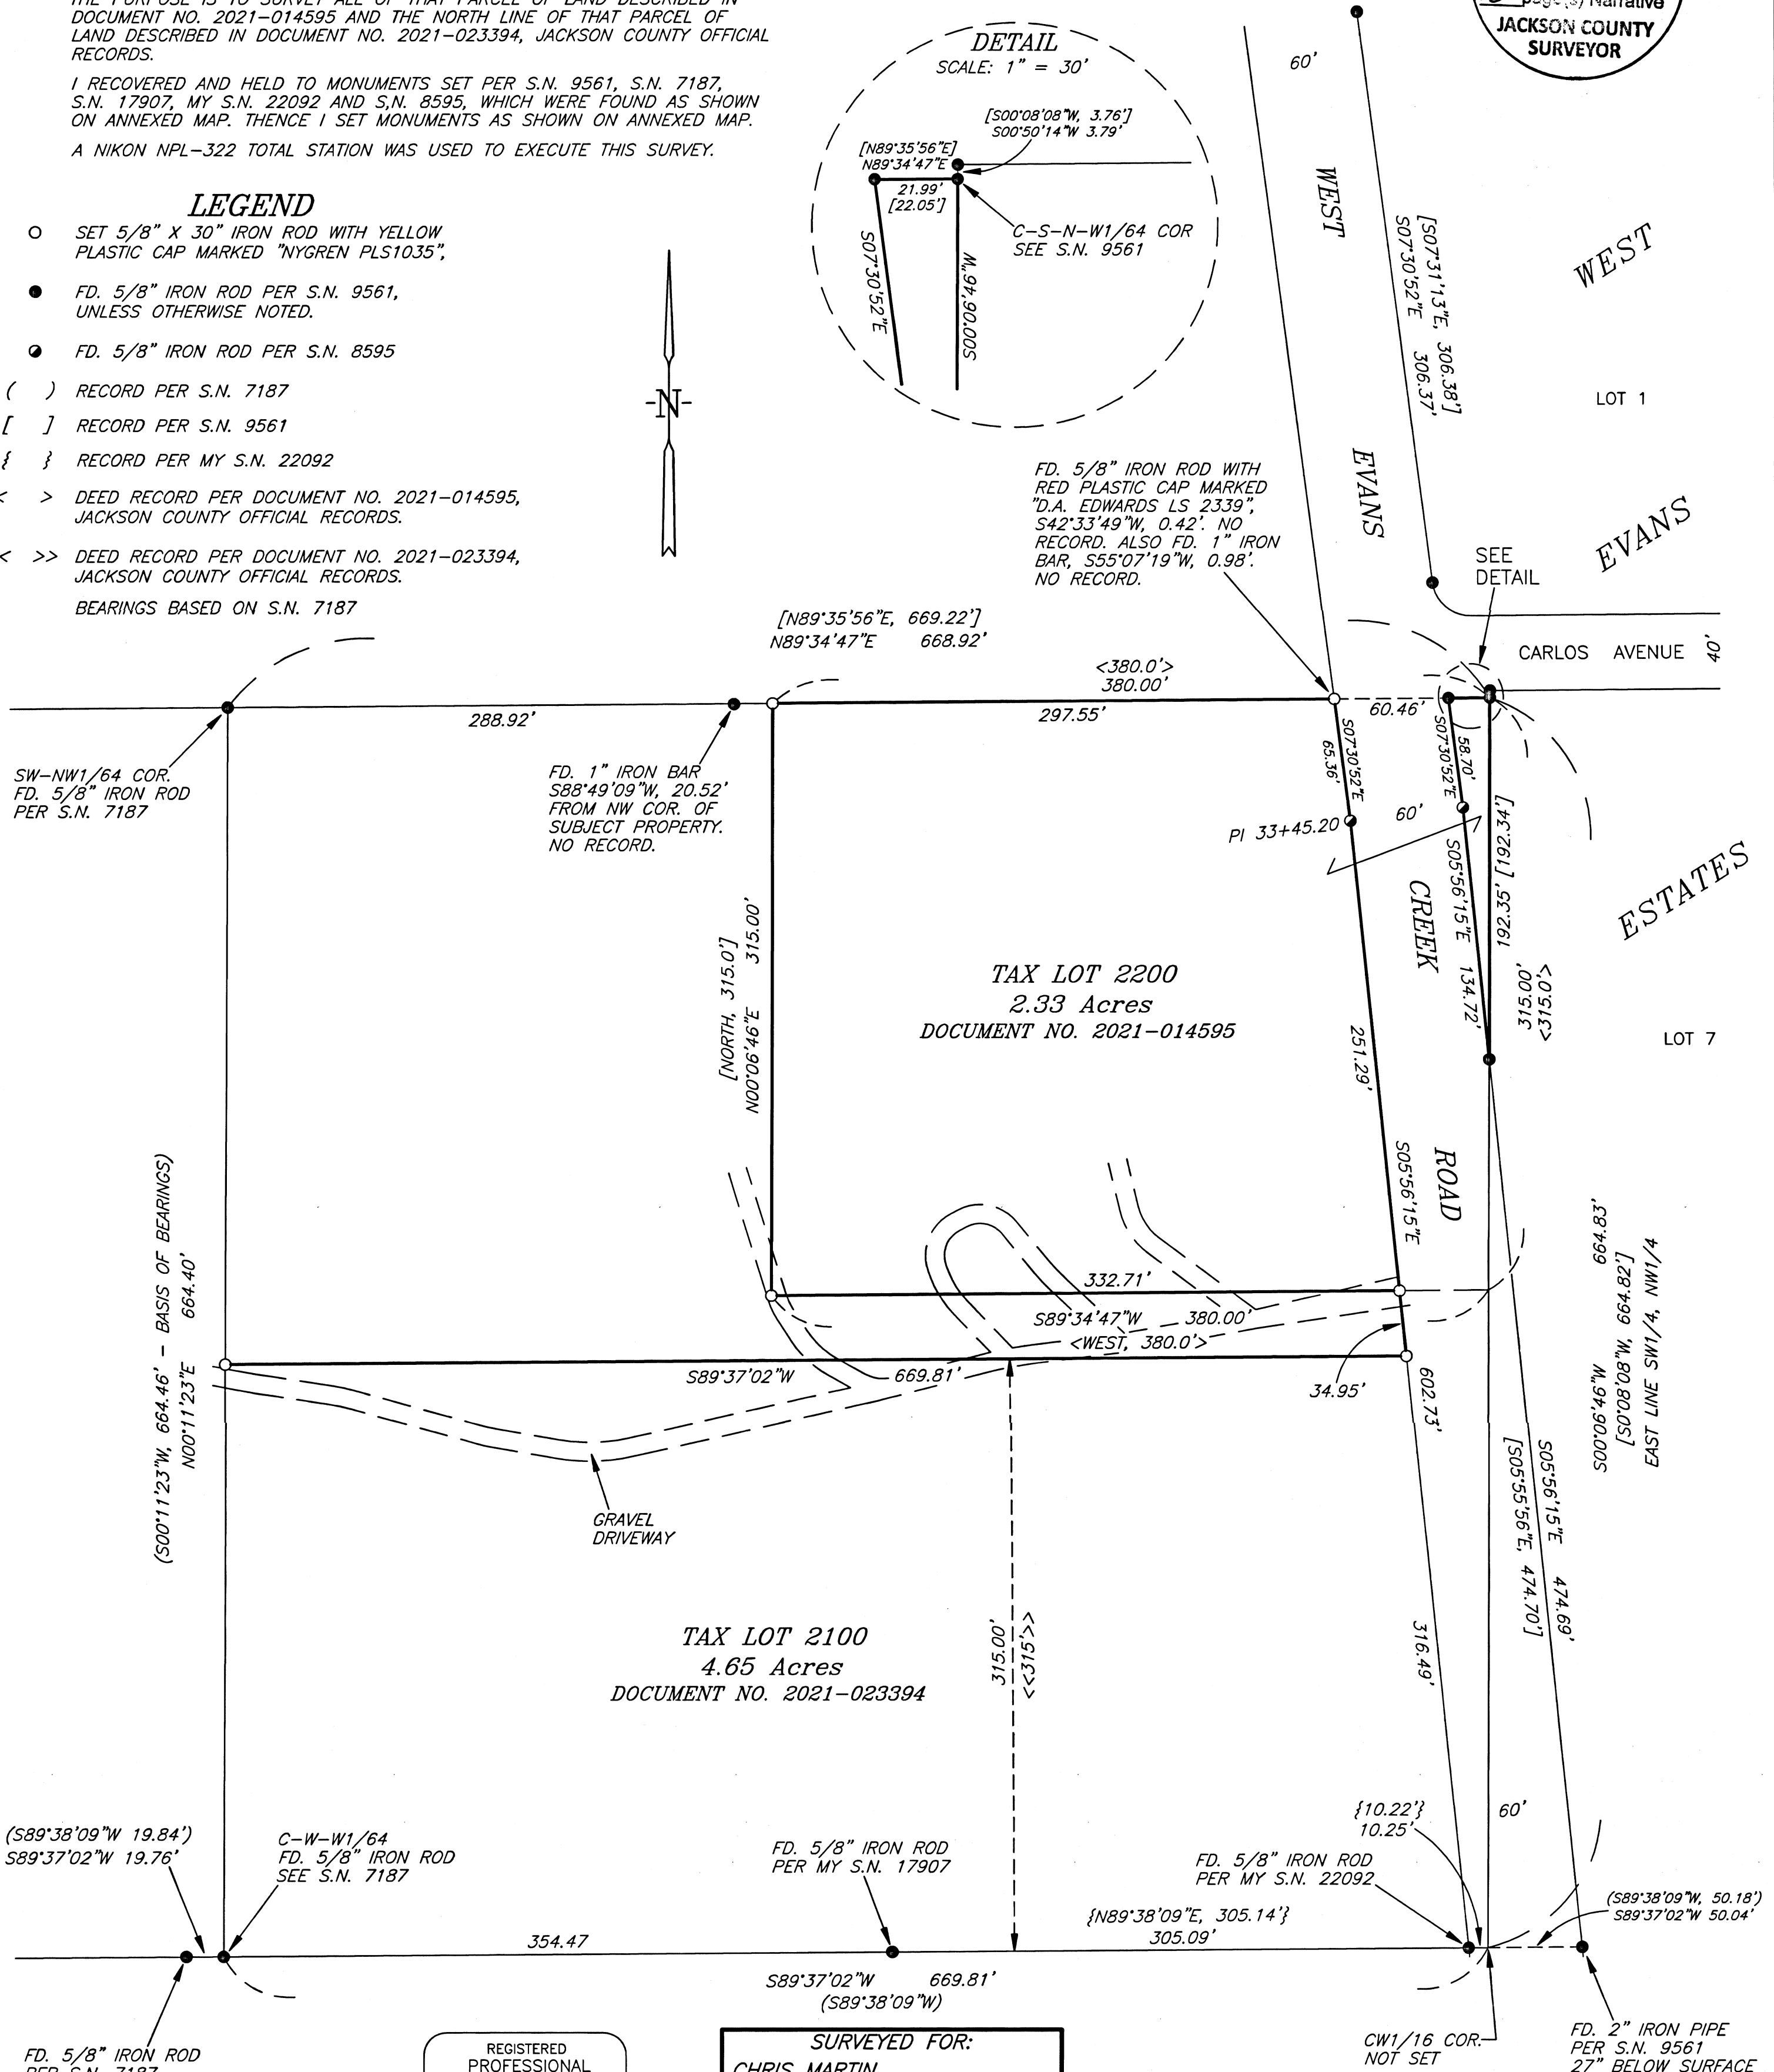 THE PURPOSE IS TO SURVEY ALL OF THAT PARCEL OF LAND DESCRIBED IN
DOCUMENT NO. 2021-014595 AND THE NORTH LINE OF THAT PARCEL OF
LAND DESCRIBED IN DOCUMENT NO. 2021-023394, JACKSON COUNTY OFFICIAL
RECORDS.
I RECOVERED AND HELD TO MONUMENTS SET PER S.N. 9561, S.N. 7187,
S.N. 17907, MY S.N. 22092 AND S,N. 8595, WHICH WERE FOUND AS SHOWN
ON ANNEXED MAP. THENCE I SET MONUMENTS AS SHOWN ON ANNEXED MAP.
A NIKON NPL-322 TOTAL STATION WAS USED TO EXECUTE THIS SURVEY.
page(s) Narrative
JACKSON COUNTY
SURVEYOR
LEGEND
SET 5/8" X 30" IRON ROD WITH YELLOW
PLASTIC CAP MARKED "NYGREN PLS1035",
FD. 5/8" IRON ROD PER S.N. 9561,
UNLESS OTHERWISE NOTED.
FD. 5/8" IRON ROD PER S.N. 8595
( ) RECORD PER S.N. 7187
[ ] RECORD PER S.N. 9561
{ } RECORD PER MY S.N. 22092
< > DEED RECORD PER DOCUMENT NO. 2021-014595,
JACKSON COUNTY OFFICIAL RECORDS.
< >> DEED RECORD PER DOCUMENT NO. 2021-023394,
JACKSON COUNTY OFFICIAL RECORDS.
BEARINGS BASED ON S.N. 7187
-N-
DETAIL
SCALE: 1" = 30'
[S00°08'08"W, 3.76']
S00°50'14"W 3.79'
[N89°35'56"E]
N89°34'47"E
21.99'
[22.05']
C-S-N-W1/64 COR
SEE S.N. 9561
S07°30'52"E
S00°06'46"W
60'
WEST
EVANS
CREEK
ROAD
[S07°31'13"E, 306.38']
S07°30'52"E 306.37'
WEST
EVANS
ESTATES
LOT 1
FD. 5/8" IRON ROD WITH
RED PLASTIC CAP MARKED
"D.A. EDWARDS LS 2339",
S42°33'49"W, 0.42'. NO
RECORD. ALSO FD. 1" IRON
BAR, S55°07'19"W, 0.98'.
NO RECORD.
SEE
DETAIL
CARLOS AVENUE
40'
[N89°35'56"E, 669.22']
N89°34'47"E 668.92'
<380.0'>
380.00'
288.92'
297.55'
60.46'
SW-NW1/64 COR.
FD. 5/8" IRON ROD
PER S.N. 7187
FD. 1" IRON BAR
S88°49'09"W, 20.52'
FROM NW COR. OF
SUBJECT PROPERTY.
NO RECORD.
S07°30'52"E
65.36'
58.70'
S07°30'52"E
60'
PI 33+45.20
S05°56'15"E 134.72'
192.35' [192.34']
315.00'
<315.0'>
LOT 7
[NORTH, 315.0']
N00°06'46"E 315.00'
TAX LOT 2200
2.33 Acres
DOCUMENT NO. 2021-014595
251.29'
S05°56'15"E
(S00°11'23"W, 664.46' - BASIS OF BEARINGS)
N00°11'23"E 664.40'
332.71'
S89°34'47"W 380.00'
<WEST, 380.0'>
S89°37'02"W 669.81'
34.95'
602.73'
S00°06'46"W 664.83'
[S0°08'08"W, 664.82']
EAST LINE SW1/4, NW1/4
S05°56'15"E 474.69'
[S05°55'56"E, 474.70']
GRAVEL
DRIVEWAY
TAX LOT 2100
4.65 Acres
DOCUMENT NO. 2021-023394
315.00'
<<315'>>
316.49'
(S89°38'09"W 19.84')
S89°37'02"W 19.76'
C-W-W1/64
FD. 5/8" IRON ROD
SEE S.N. 7187
FD. 5/8" IRON ROD
PER MY S.N. 17907
FD. 5/8" IRON ROD
PER MY S.N. 22092
{10.22'}
10.25'
60'
(S89°38'09"W, 50.18')
S89°37'02"W 50.04'
354.47
{N89°38'09"E, 305.14'}
305.09'
S89°37'02"W 669.81'
(S89°38'09"W)
FD. 5/8" IRON ROD
PER S.N. 7187
REGISTERED
PROFESSIONAL
SURVEYED FOR:
CHRIS MARTIN
CW1/16 COR.
NOT SET
FD. 2" IRON PIPE
PER S.N. 9561
27" BELOW SURFACE